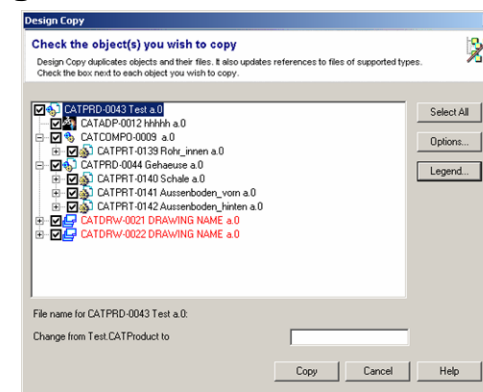 Design Copy
Check the object(s) you wish to copy
Design Copy duplicates objects and their files. It also updates references to files of supported types.
Check the box next to each object you wish to copy.
CATPRD-0043 Test a.0
CATADP-0012 hhhhh a.0
CATCOMPO-0009 a.0
CATPRT-0139 Rohr_innen a.0
CATPRD-0044 Gehaeuse a.0
CATPRT-0140 Schale a.0
CATPRT-0141 Aussenboden_vorn a.0
CATPRT-0142 Aussenboden_hinten a.0
CATDRW-0021 DRAWING NAME a.0
CATDRW-0022 DRAWING NAME a.0
Select All
Options...
Legend...
File name for CATPRD-0043 Test a.0:
Change from Test.CATProduct to
Copy Cancel Help